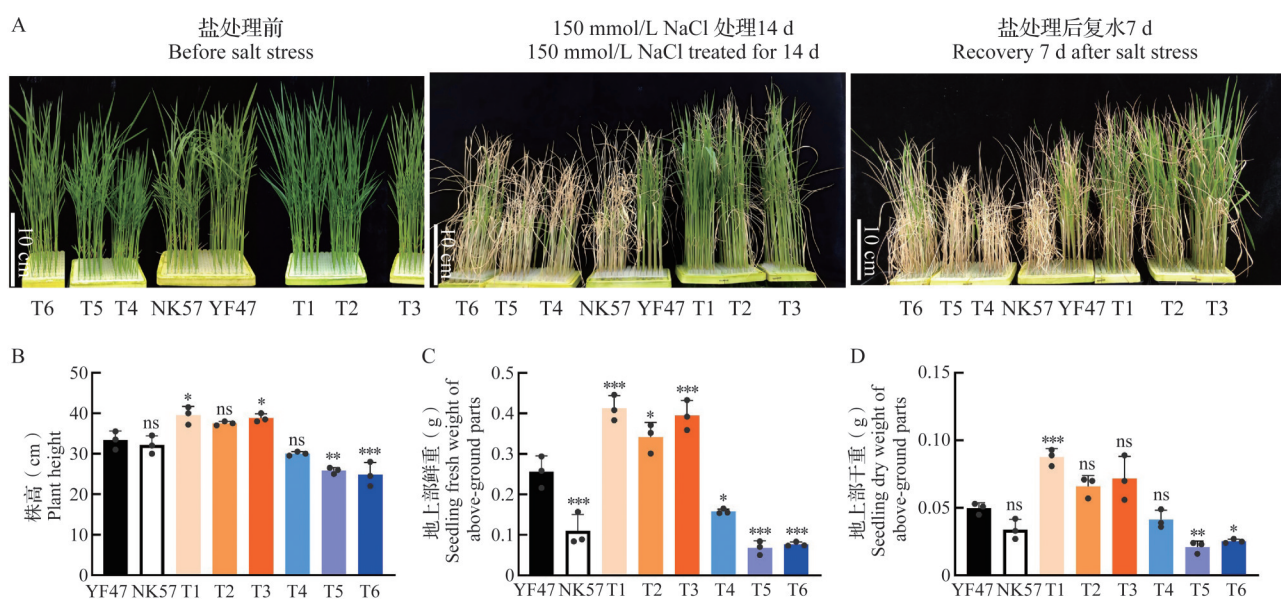 A
盐处理前
Before salt stress
150 mmol/L NaCl 处理14 d
150 mmol/L NaCl treated for 14 d
盐处理后复水7 d
Recovery 7 d after salt stress
10 cm
10 cm
10 cm
T6 T5 T4 NK57 YF47 T1 T2 T3
T6 T5 T4 NK57 YF47 T1 T2 T3
T6 T5 T4 NK57 YF47 T1 T2 T3
B
株高（cm）
Plant height
50
40
30
20
10
0
ns
*
ns
*
ns
**
***
YF47 NK57 T1 T2 T3 T4 T5 T6
C
地上部鲜重（g）
Seedling fresh weight of
above-ground parts
0.5
0.4
0.3
0.2
0.1
0
***
***
*
***
*
***
***
YF47 NK57 T1 T2 T3 T4 T5 T6
D
地上部干重（g）
Seedling dry weight of
above-ground parts
0.15
0.10
0.05
0
ns
***
ns
ns
ns
**
*
YF47 NK57 T1 T2 T3 T4 T5 T6